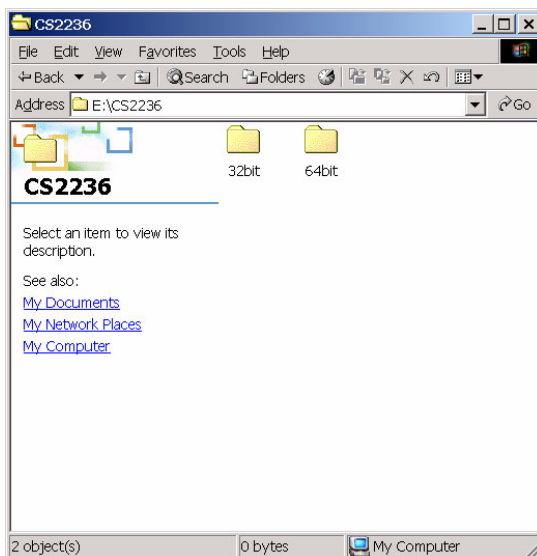 CS2236
File Edit View Favorites Tools Help
Back Search Folders
Address E:\CS2236 Go
32bit 64bit
CS2236
Select an item to view its
description.
See also:
My Documents
My Network Places
My Computer
2 object(s) 0 bytes My Computer